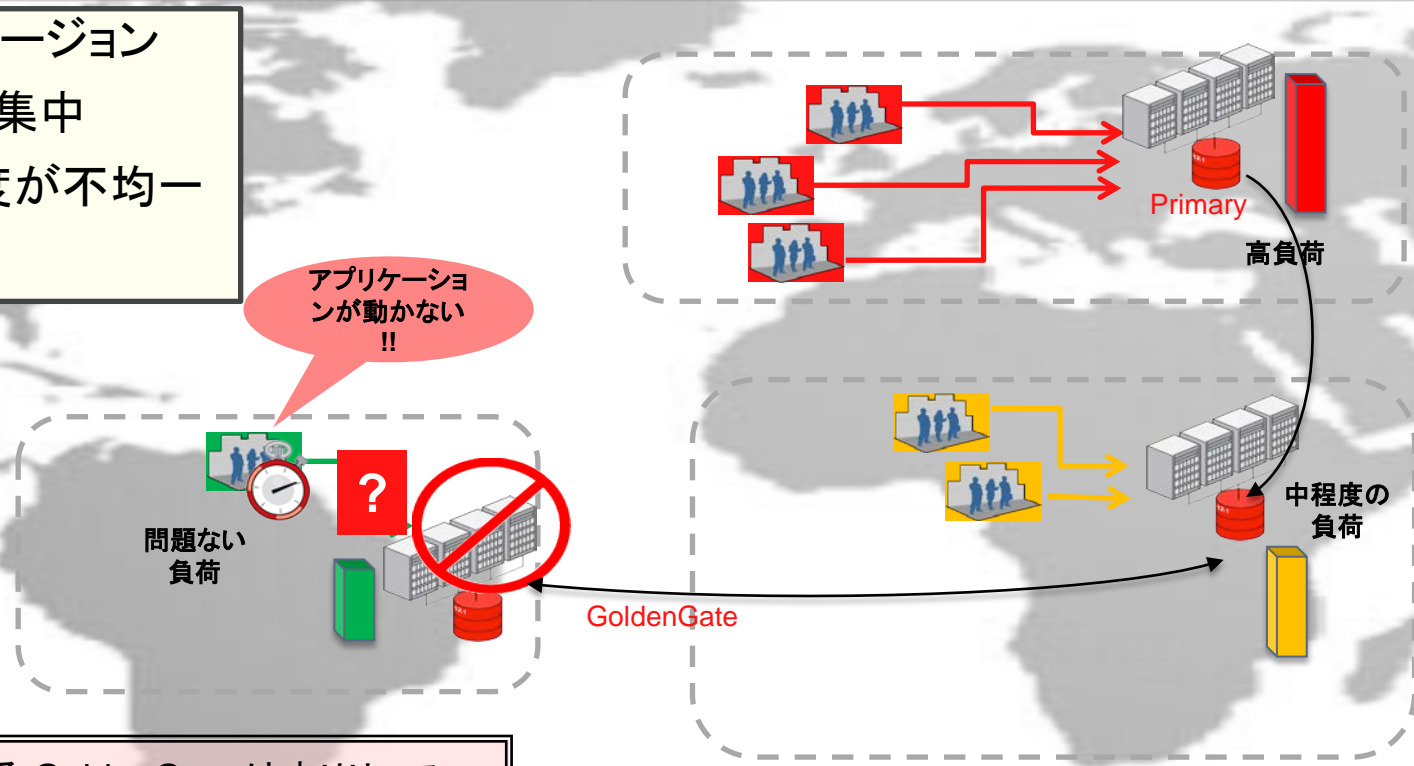 ージョン
集中
度が不均一
アプリケーショ
ンが動かない
!!
Primary
高負荷
?
問題ない
負荷
中程度の
負荷
GoldenGate